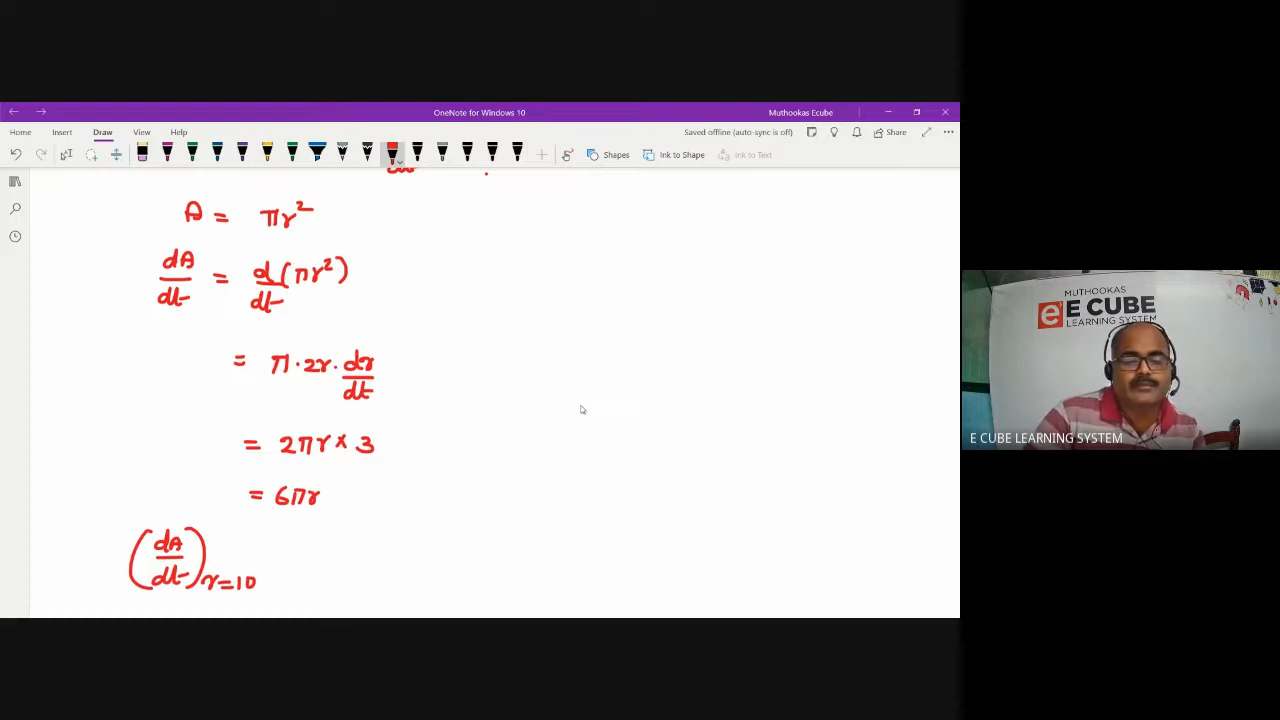 OneNote for Windows 10
Muthookas Ecube
Home Insert Draw View Help
Saved offline (auto-sync is off)
Share
Shapes
Ink to Shape
Ink to Text
A = πr²
dA/dt = d/dt (πr²)
= π·2r·dr/dt
= 2πr × 3
= 6πr
(dA/dt) r=10
MUTHOOKAS
e³ E CUBE
LEARNING SYSTEM
E CUBE LEARNING SYSTEM